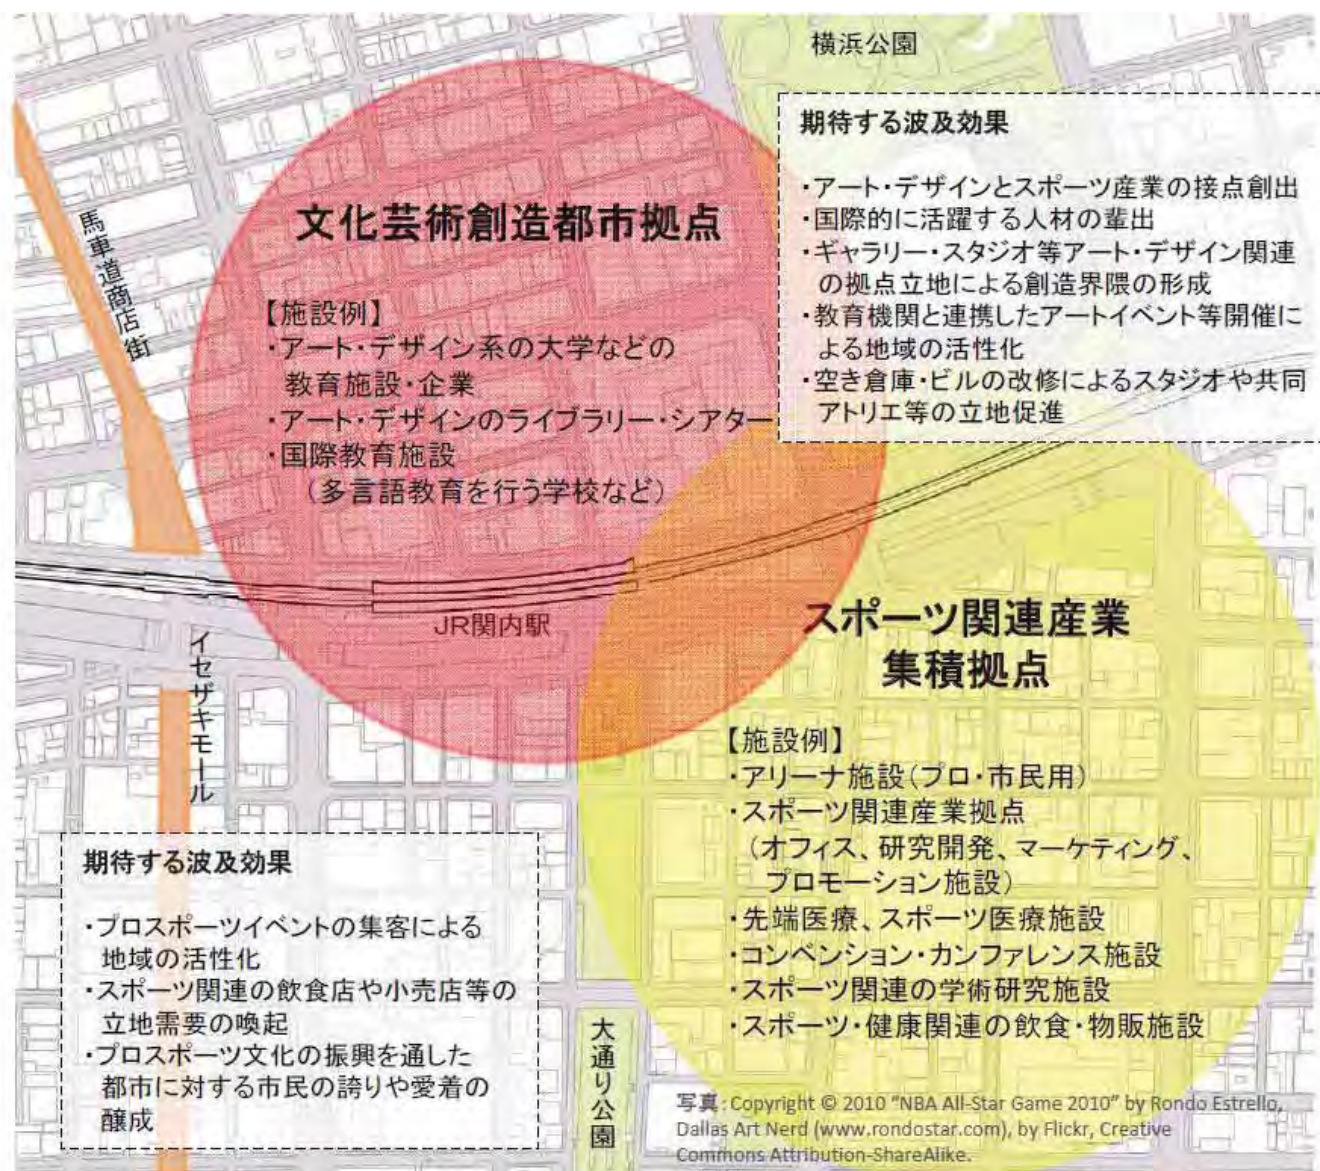 横浜公園
期待する波及効果
・アート・デザインとスポーツ産業の接点創出
・国際的に活躍する人材の輩出
・ギャラリー・スタジオ等アート・デザイン関連
の拠点立地による創造界隈の形成
・教育機関と連携したアートイベント等開催に
よる地域の活性化
・空き倉庫・ビルの改修によるスタジオや共同
アトリエ等の立地促進
馬車道商店街
文化芸術創造都市拠点
【施設例】
・アート・デザイン系の大学などの
教育施設・企業
・アート・デザインのライブラリー・シアター
・国際教育施設
（多言語教育を行う学校など）
JR関内駅
イセザキモール
スポーツ関連産業
集積拠点
【施設例】
・アリーナ施設（プロ・市民用）
・スポーツ関連産業拠点
（オフィス、研究開発、マーケティング、
プロモーション施設）
・先端医療、スポーツ医療施設
・コンベンション・カンファレンス施設
・スポーツ関連の学術研究施設
・スポーツ・健康関連の飲食・物販施設
期待する波及効果
・プロスポーツイベントの集客による
地域の活性化
・スポーツ関連の飲食店や小売店等の
立地需要の喚起
・プロスポーツ文化の振興を通した
都市に対する市民の誇りや愛着の
醸成
大通り公園
写真：Copyright © 2010 "NBA All-Star Game 2010" by Rondo Estrello,
Dallas Art Nerd (www.rondostar.com), by Flickr, Creative
Commons Attribution-ShareAlike.